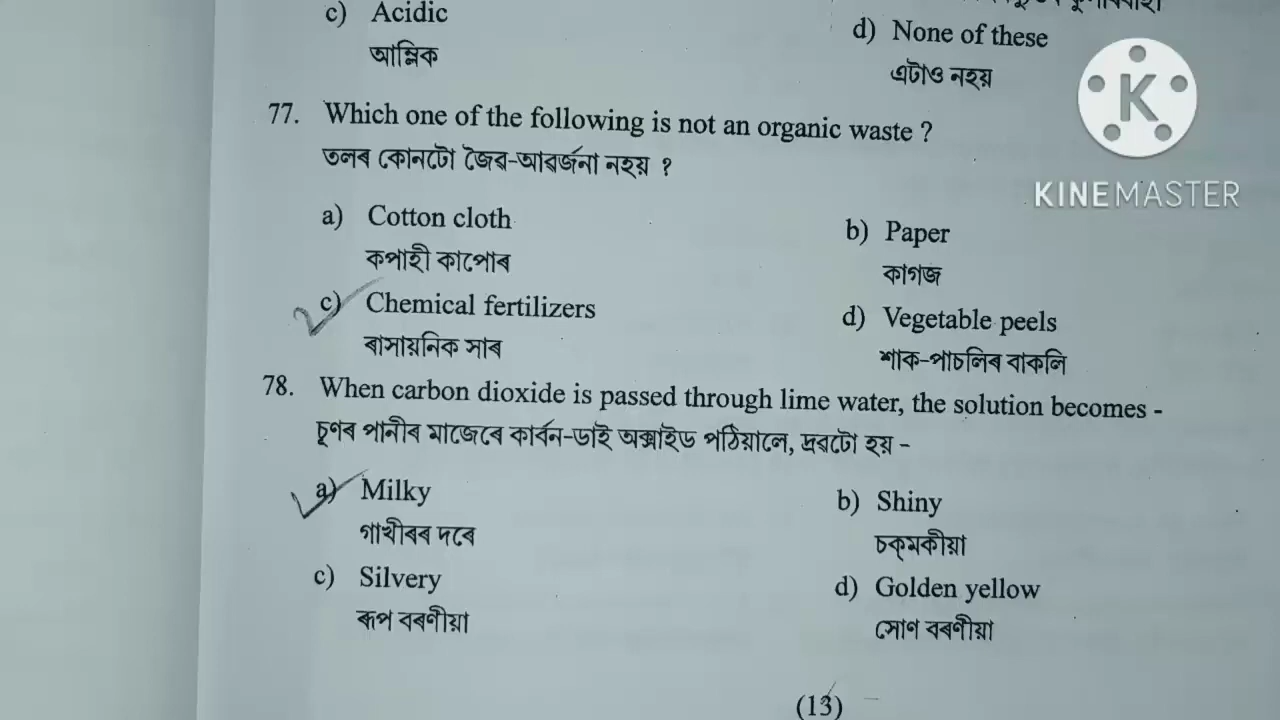 c) Acidic
আম্লিক
d) None of these
এটাও নহয়
77. Which one of the following is not an organic waste ?
তলৰ কোনটো জৈৱ-আৱৰ্জনা নহয় ?
a) Cotton cloth
কপাহী কাপোৰ
b) Paper
কাগজ
c) Chemical fertilizers
ৰাসায়নিক সাৰ
d) Vegetable peels
শাক-পাচলিৰ বাকলি
78. When carbon dioxide is passed through lime water, the solution becomes -
চূণৰ পানীৰ মাজেৰে কাৰ্বন-ডাই অক্সাইড পঠিয়ালে, দ্ৰৱটো হয় -
a) Milky
গাখীৰৰ দৰে
b) Shiny
চক্‌মকীয়া
c) Silvery
ৰূপ বৰণীয়া
d) Golden yellow
সোণ বৰণীয়া
(13)
K
KINEMASTER